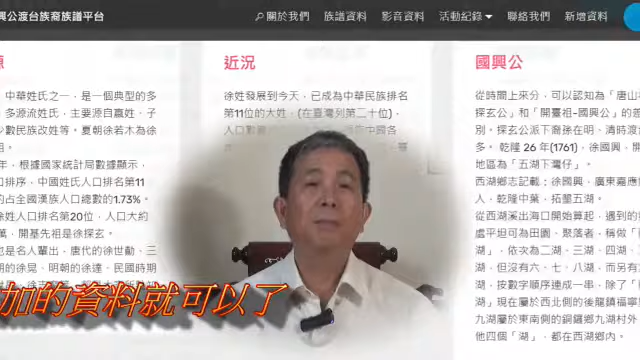 興公渡台族裔族譜平台
關於我們 族譜資料 影音資料 活動紀錄 聯絡我們 新增資料
源
中華姓氏之一，是一個典型的多
多源流姓氏，主要源自嬴姓、子
少數民族改姓等。夏朝徐若木為徐
祖。
年，根據國家統計局數據顯示，
口排序，中國姓氏人口排名第11
約占全國漢族人口總數的1.73%。
徐姓人口排名第20位，人口大約
萬，開基先祖是徐探玄。
也是名人輩出，唐代的徐世勣、三
期的徐晃、明朝的徐達、民國時期
近況
徐姓發展到今天，已成為中華民族排名
第11位的大姓，(在臺灣列第二十位)，
人口數
國興公
從時間上來分，可以認知為「唐山
玄公」和「開臺祖-國興公」的差
別。探玄公派下裔孫在明、清時渡
多。 乾隆 26 年(1761)，徐國興，開
地區為「五湖下灣仔」。
西湖鄉志記載：徐國興，廣東嘉應
人，乾隆中葉，拓墾五湖。
從西湖溪出海口開始算起，遇到的
處平坦可為田園、聚落者，稱做「
湖」，依次為二湖、三湖、四湖、
湖，但沒有六、七、八湖，而另有
湖，按數字順序連成一串，除了「
湖」現在屬於西北側的後龍鎮福寧
九湖屬於東南側的銅鑼鄉九湖村外
他四個「湖」，都在西湖鄉內。
加的資料就可以了